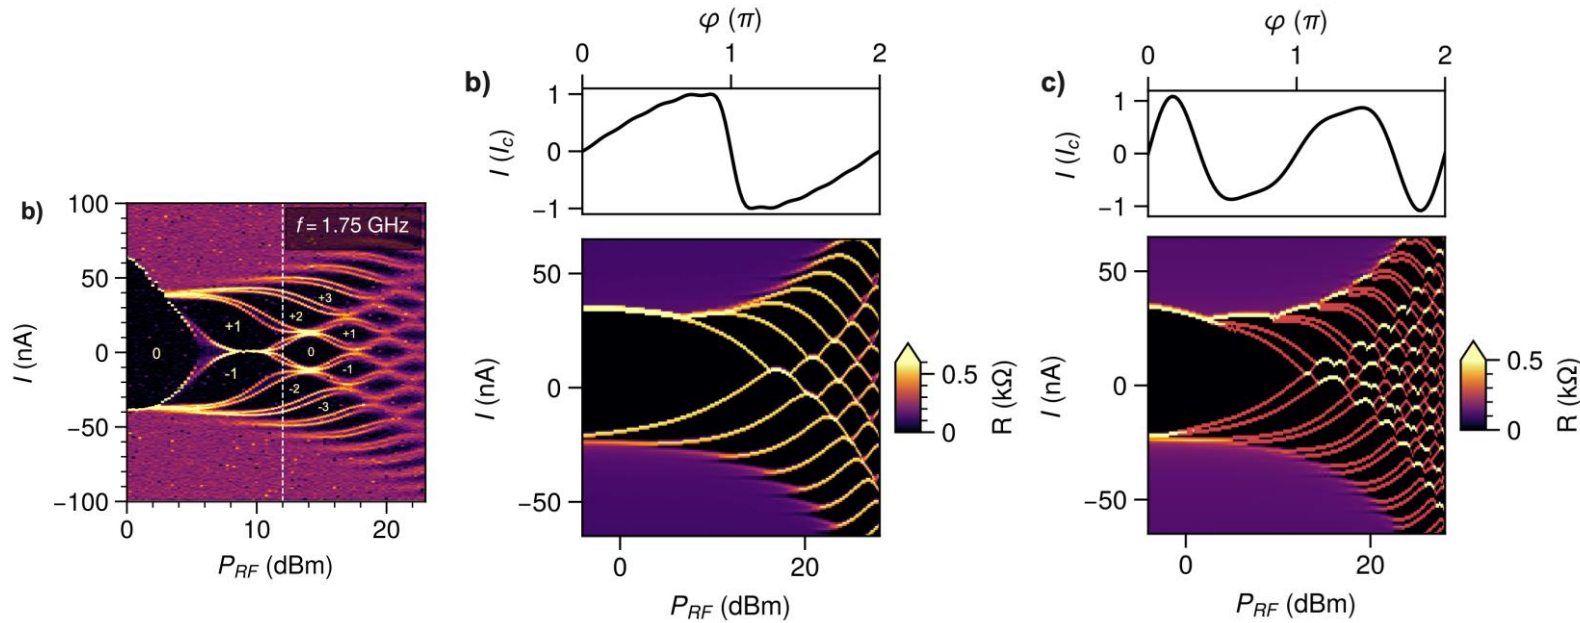 b)
100
50
0
−50
−100
I (nA)
f = 1.75 GHz
0
+1
-1
+2
-2
+3
-3
0
+1
-1
0
10
20
P_RF (dBm)
b)
φ (π)
0
1
2
1
0
−1
I (I_c)
50
0
−50
I (nA)
0
20
P_RF (dBm)
0.5
0
R (kΩ)
c)
φ (π)
0
1
2
1
0
−1
I (I_c)
50
0
−50
I (nA)
0
20
P_RF (dBm)
0.5
0
R (kΩ)